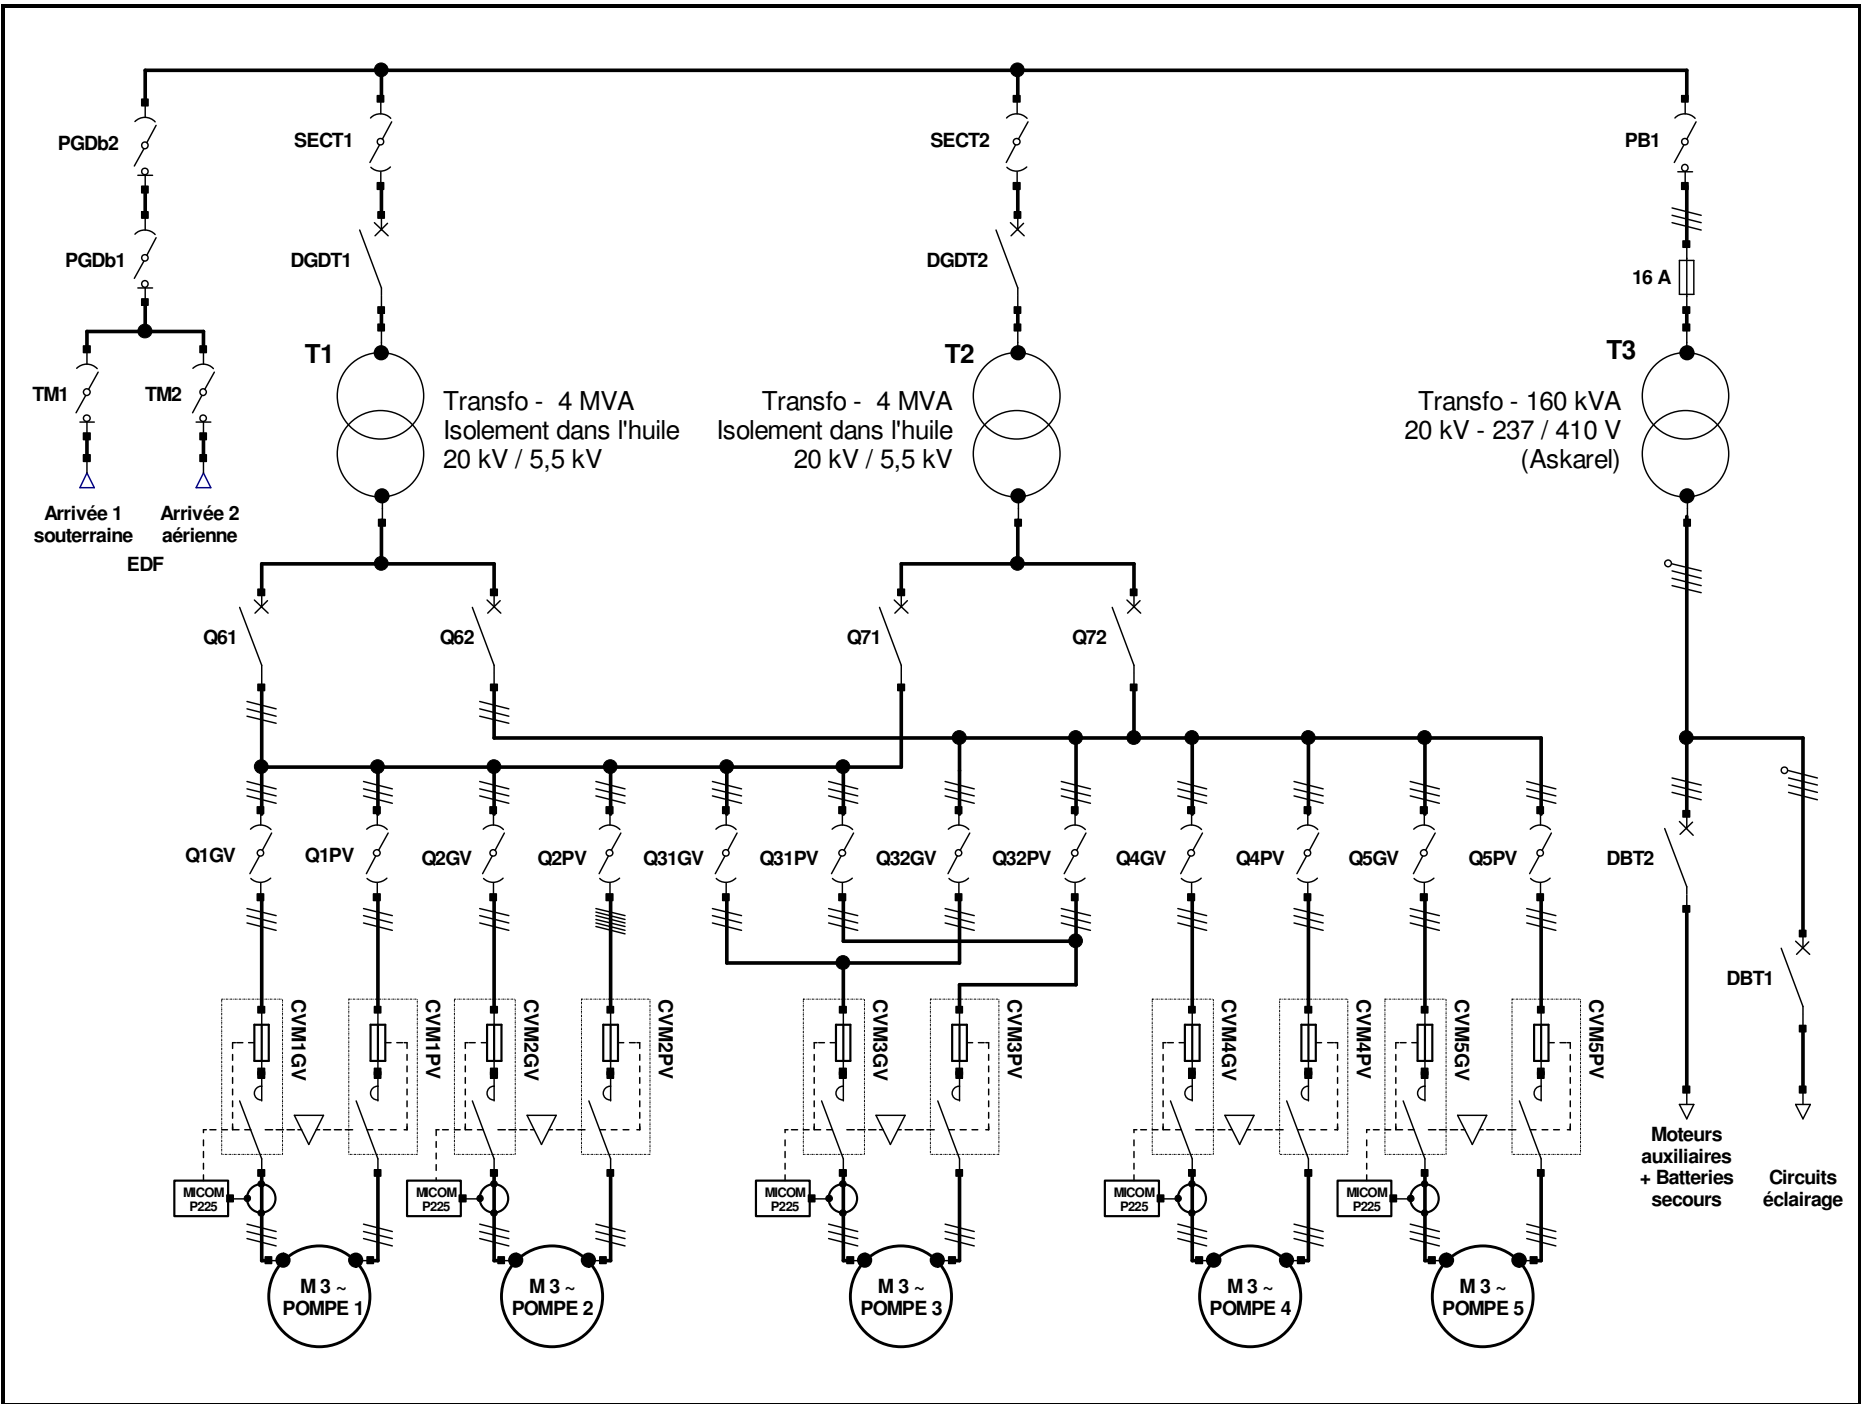 PGDb2
SECT1
SECT2
PB1
PGDb1
DGDT1
DGDT2
16 A
T1
T2
T3
TM1
TM2
Transfo -  4 MVA
Isolement dans l'huile
20 kV / 5,5 kV
Transfo -  4 MVA
Isolement dans l'huile
20 kV / 5,5 kV
Transfo - 160 kVA
20 kV - 237 / 410 V
(Askarel)
Arrivée 1
souterraine
Arrivée 2
aérienne
EDF
Q61
Q62
Q71
Q72
Q1GV
Q1PV
Q2GV
Q2PV
Q31GV
Q31PV
Q32GV
Q32PV
Q4GV
Q4PV
Q5GV
Q5PV
DBT2
DBT1
CVM1GV
CVM1PV
CVM2GV
CVM2PV
CVM3GV
CVM3PV
CVM4GV
CVM4PV
CVM5GV
CVM5PV
Moteurs
auxiliaires
+ Batteries
secours
Circuits
éclairage
MICOM
P225
MICOM
P225
MICOM
P225
MICOM
P225
MICOM
P225
M 3 ~
POMPE 1
M 3 ~
POMPE 2
M 3 ~
POMPE 3
M 3 ~
POMPE 4
M 3 ~
POMPE 5